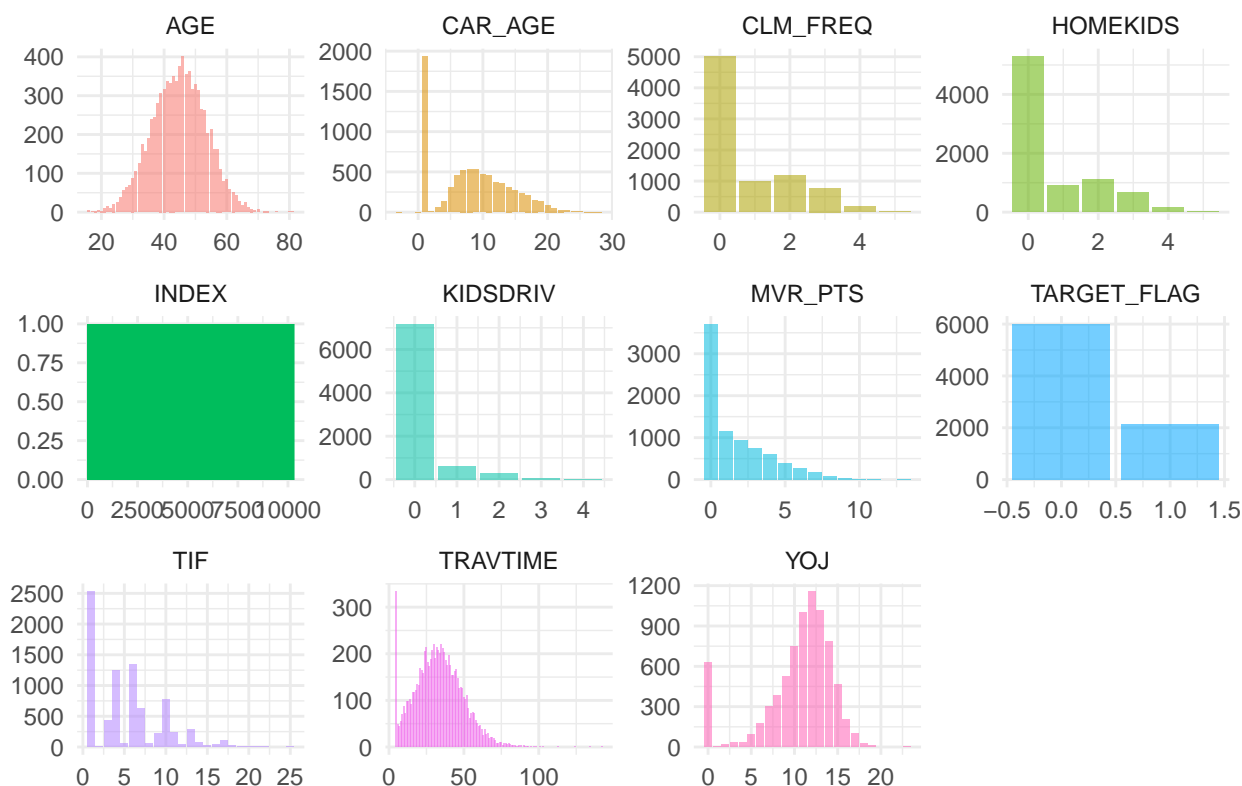 AGE CAR_AGE CLM_FREQ HOMEKIDS
400 2000 5000
300 1500 4000 4000
200 1000 3000
100 500 2000 2000
0 0 1000 0
0
20 40 60 80 0 10 20 30 0 2 4 0 2 4
INDEX KIDSDRIV MVR_PTS TARGET_FLAG
1.00 6000 3000 6000
0.75 4000 2000 4000
0.50 2000 1000 2000
0.25 0 0 0
0.00
0 2500 5000 7500 10000 0 1 2 3 4 0 5 10 −0.5 0.0 0.5 1.0 1.5
TIF TRAVTIME YOJ
2500 300 1200
2000 200 900
1500 100 600
1000 0 300
500 0
0
0 5 10 15 20 25 0 50 100 0 5 10 15 20